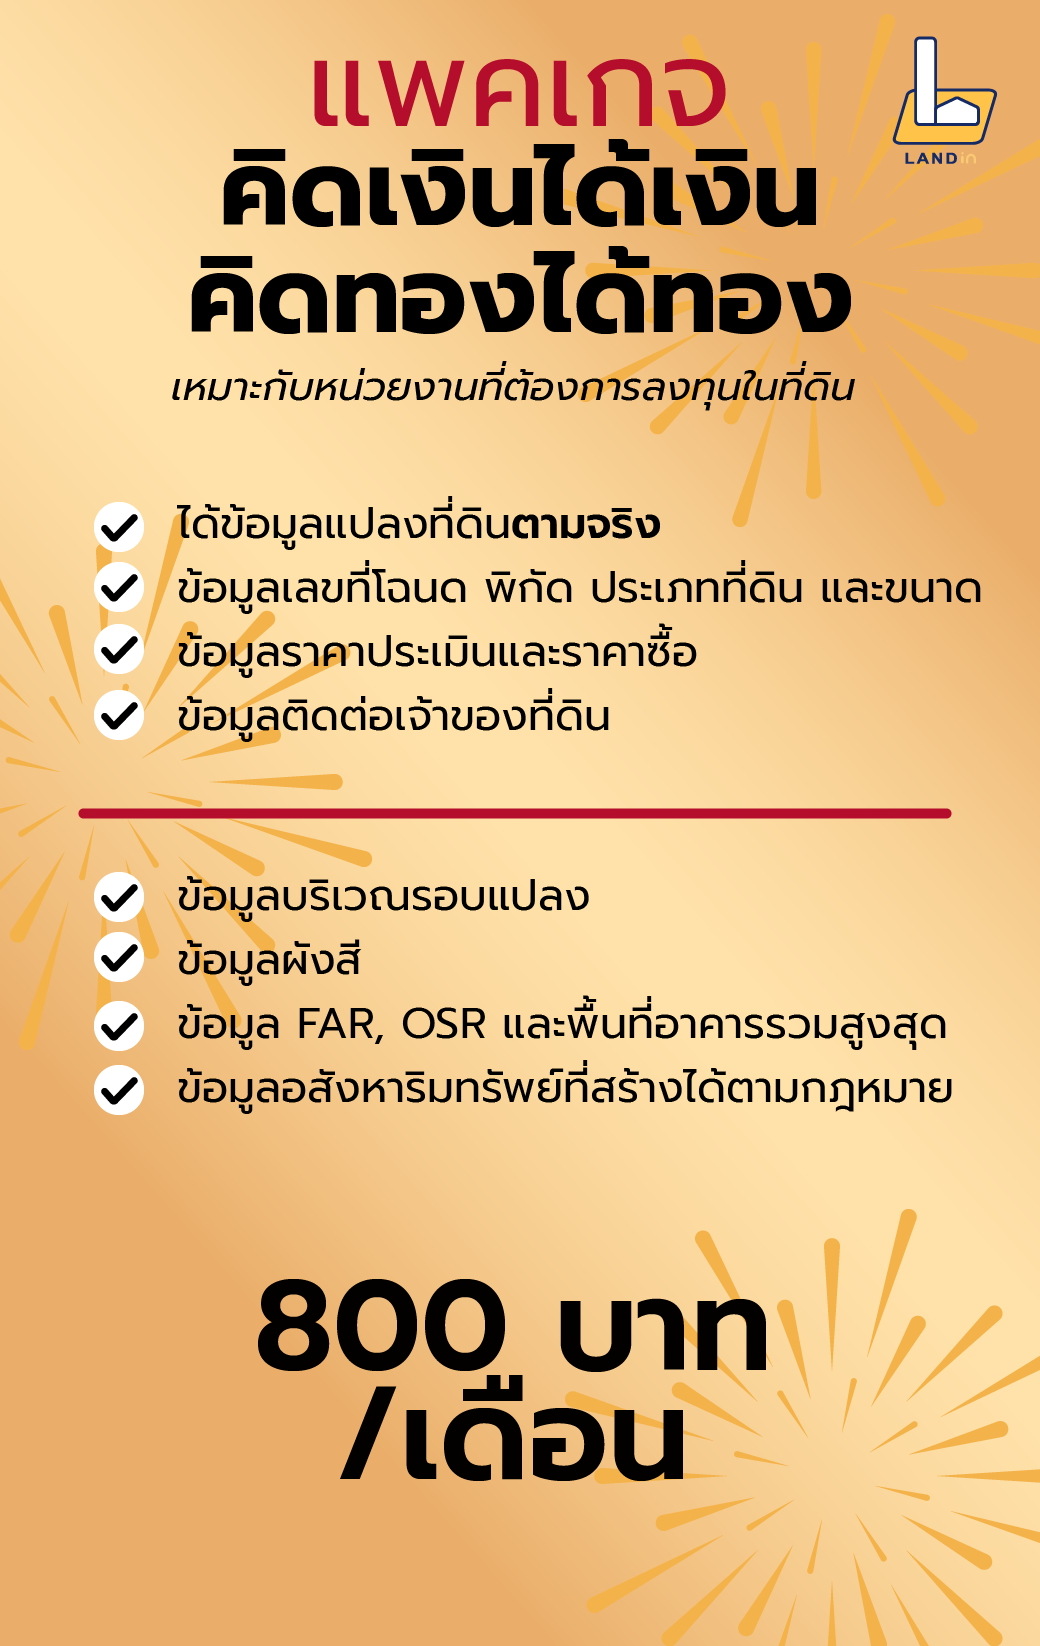 แพคเกจ
LANDin
คิดเงินได้เงิน
คิดทองได้ทอง
เหมาะกับหน่วยงานที่ต้องการลงทุนในที่ดิน
ได้ข้อมูลแปลงที่ดินตามจริง
ข้อมูลเลขที่โฉนด พิกัด ประเภทที่ดิน และขนาด
ข้อมูลราคาประเมินและราคาซื้อ
ข้อมูลติดต่อเจ้าของที่ดิน
ข้อมูลบริเวณรอบแปลง
ข้อมูลผังสี
ข้อมูล FAR, OSR และพื้นที่อาคารรวมสูงสุด
ข้อมูลอสังหาริมทรัพย์ที่สร้างได้ตามกฎหมาย
800 บาท
/เดือน